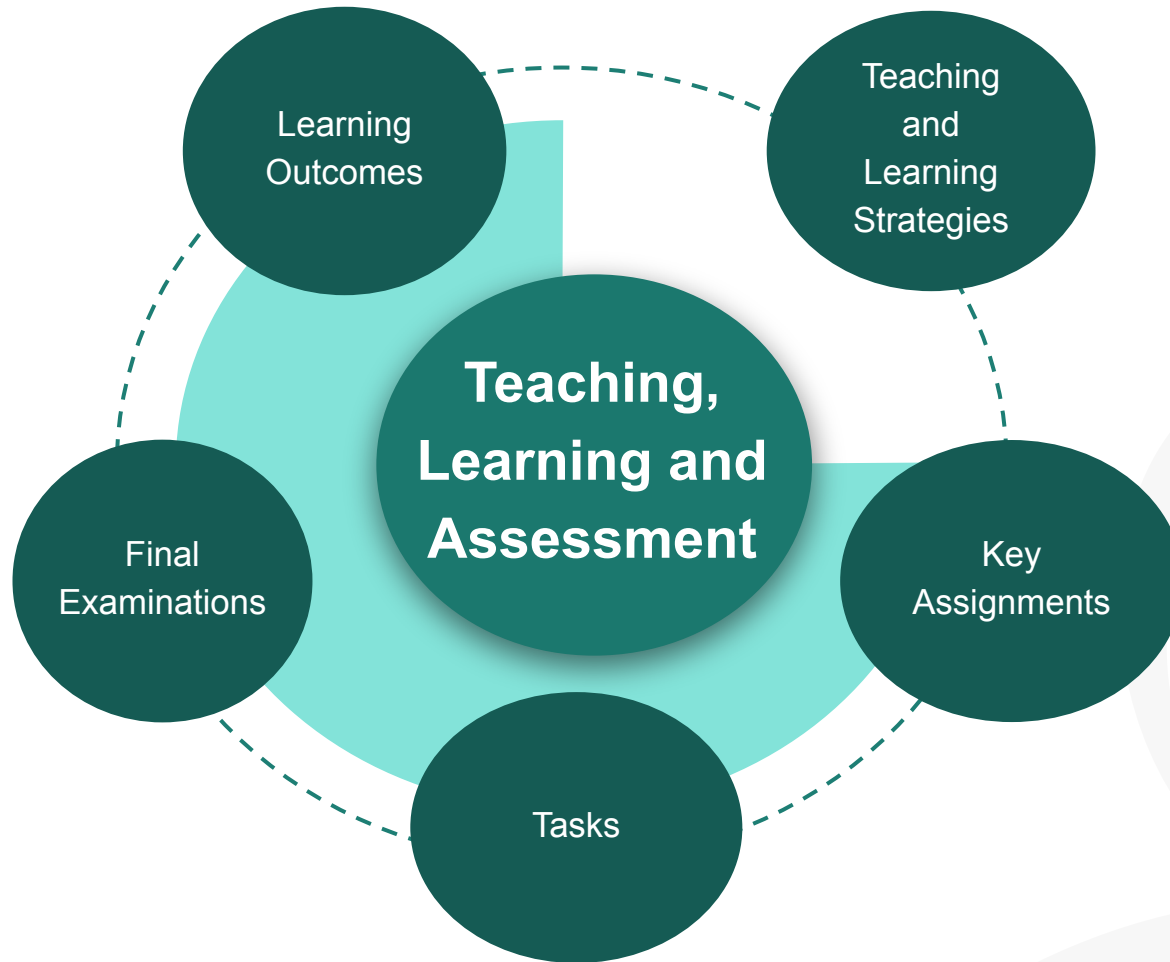 Learning
Outcomes
Teaching
and
Learning
Strategies
Teaching,
Learning and
Assessment
Final
Examinations
Key
Assignments
Tasks